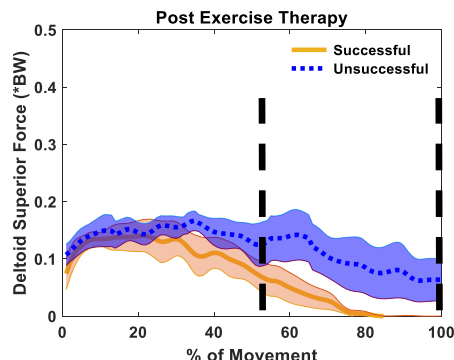 Post Exercise Therapy
Successful
Unsuccessful
Deltoid Superior Force (*BW)
0.5
0.4
0.3
0.2
0.1
0
0 20 40 60 80 100
% of Movement